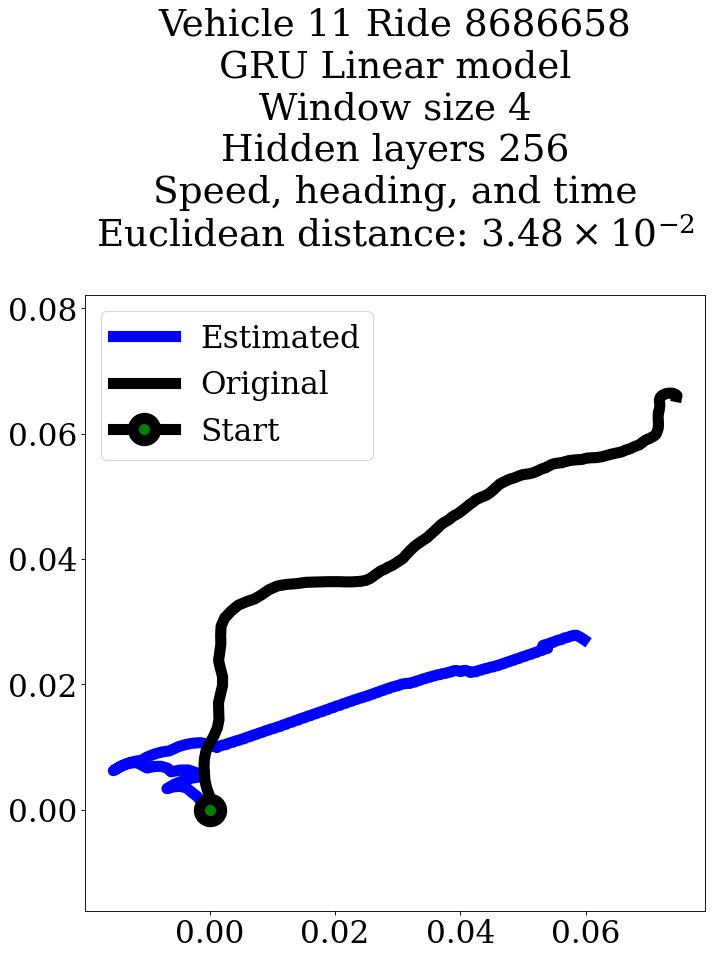 Vehicle 11 Ride 8686658
GRU Linear model
Window size 4
Hidden layers 256
Speed, heading, and time
Euclidean distance: 3.48 × 10⁻²
0.08
0.06
0.04
0.02
0.00
Estimated
Original
Start
0.00 0.02 0.04 0.06